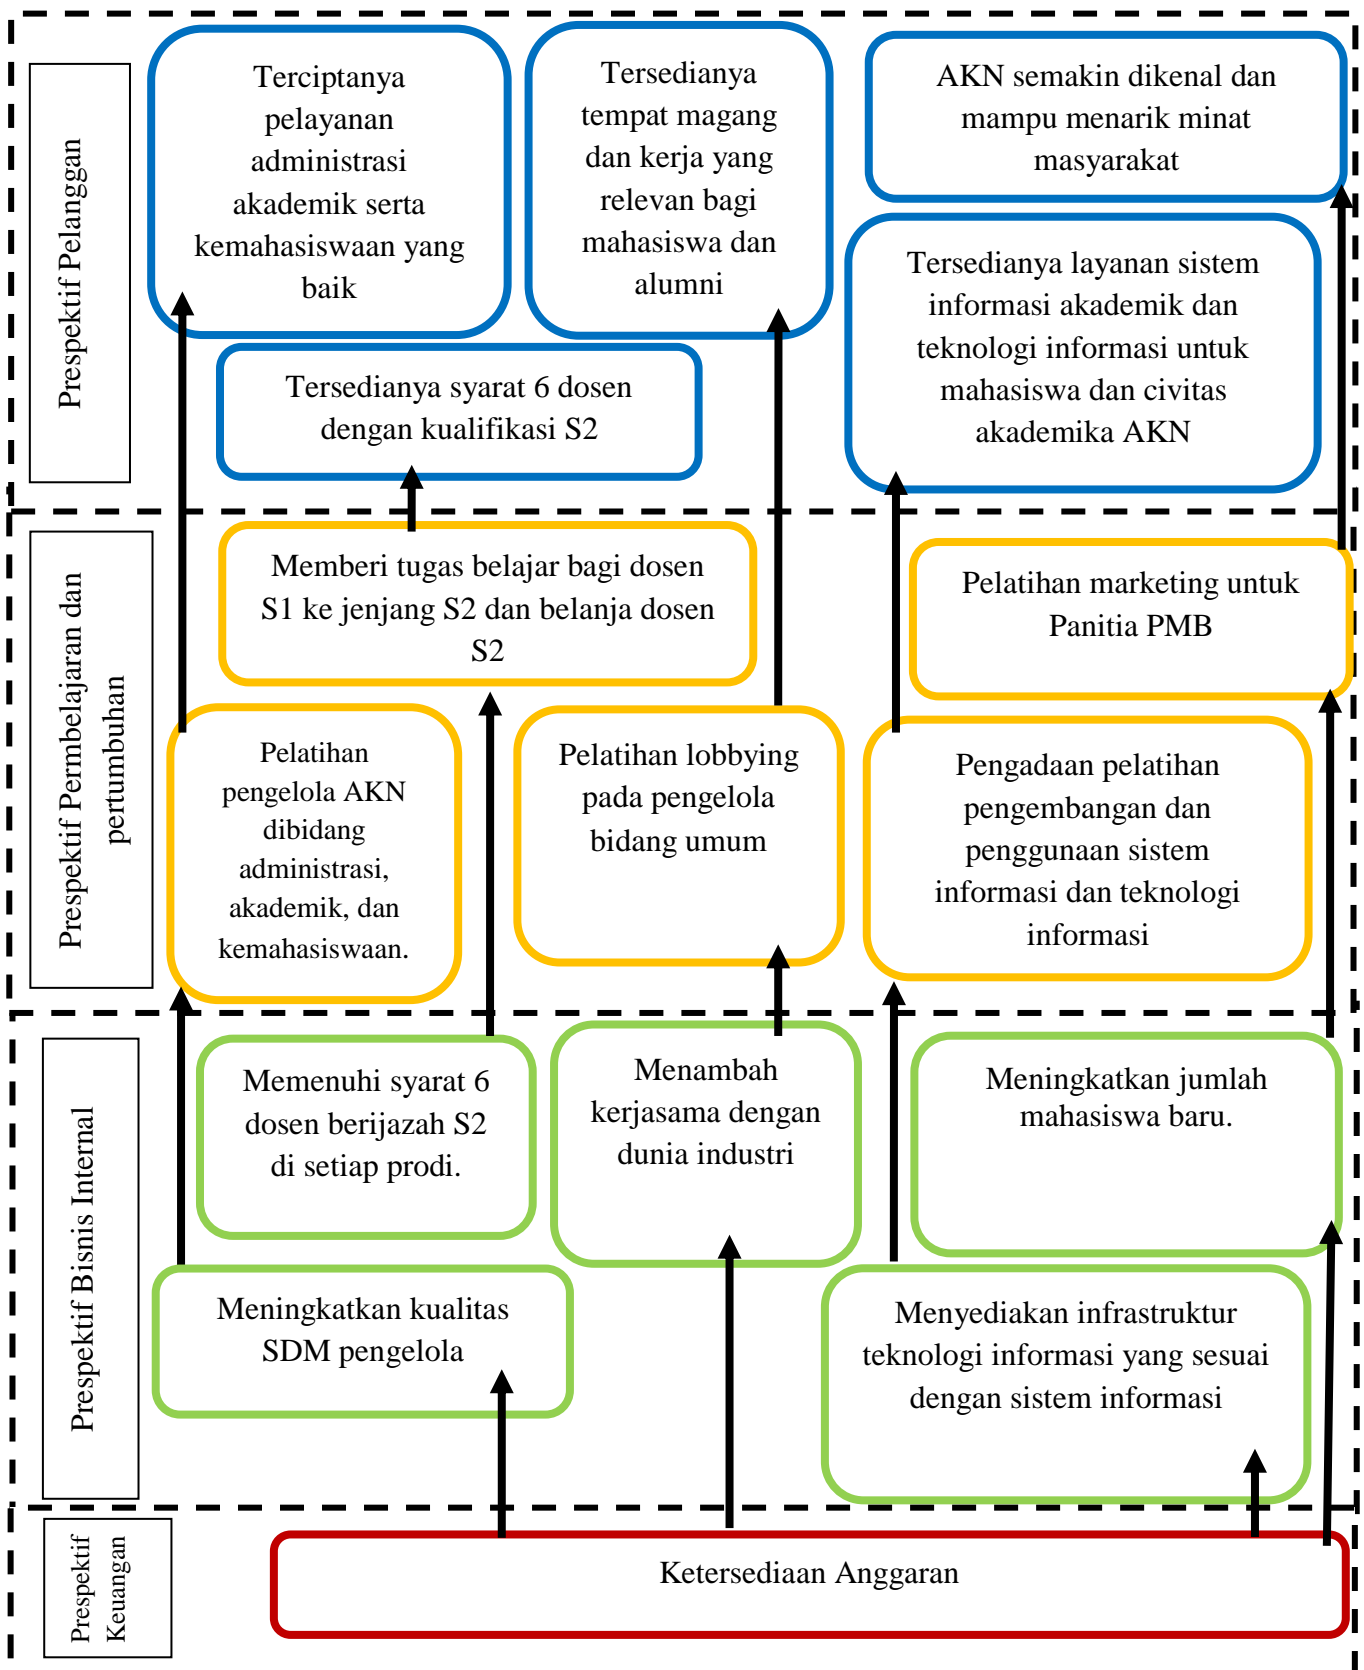 Prespektif Pelanggan
Terciptanya
pelayanan
administrasi
akademik serta
kemahasiswaan yang
baik
Tersedianya
tempat magang
dan kerja yang
relevan bagi
mahasiswa dan
alumni
AKN semakin dikenal dan
mampu menarik minat
masyarakat
Tersedianya layanan sistem
informasi akademik dan
teknologi informasi untuk
mahasiswa dan civitas
akademika AKN
Tersedianya syarat 6 dosen
dengan kualifikasi S2
Prespektif Permbelajaran dan
pertumbuhan
Memberi tugas belajar bagi dosen
S1 ke jenjang S2 dan belanja dosen
S2
Pelatihan marketing untuk
Panitia PMB
Pelatihan
pengelola AKN
dibidang
administrasi,
akademik, dan
kemahasiswaan.
Pelatihan lobbying
pada pengelola
bidang umum
Pengadaan pelatihan
pengembangan dan
penggunaan sistem
informasi dan teknologi
informasi
Prespektif Bisnis Internal
Memenuhi syarat 6
dosen berijazah S2
di setiap prodi.
Menambah
kerjasama dengan
dunia industri
Meningkatkan jumlah
mahasiswa baru.
Meningkatkan kualitas
SDM pengelola
Menyediakan infrastruktur
teknologi informasi yang sesuai
dengan sistem informasi
Prespektif
Keuangan
Ketersediaan Anggaran